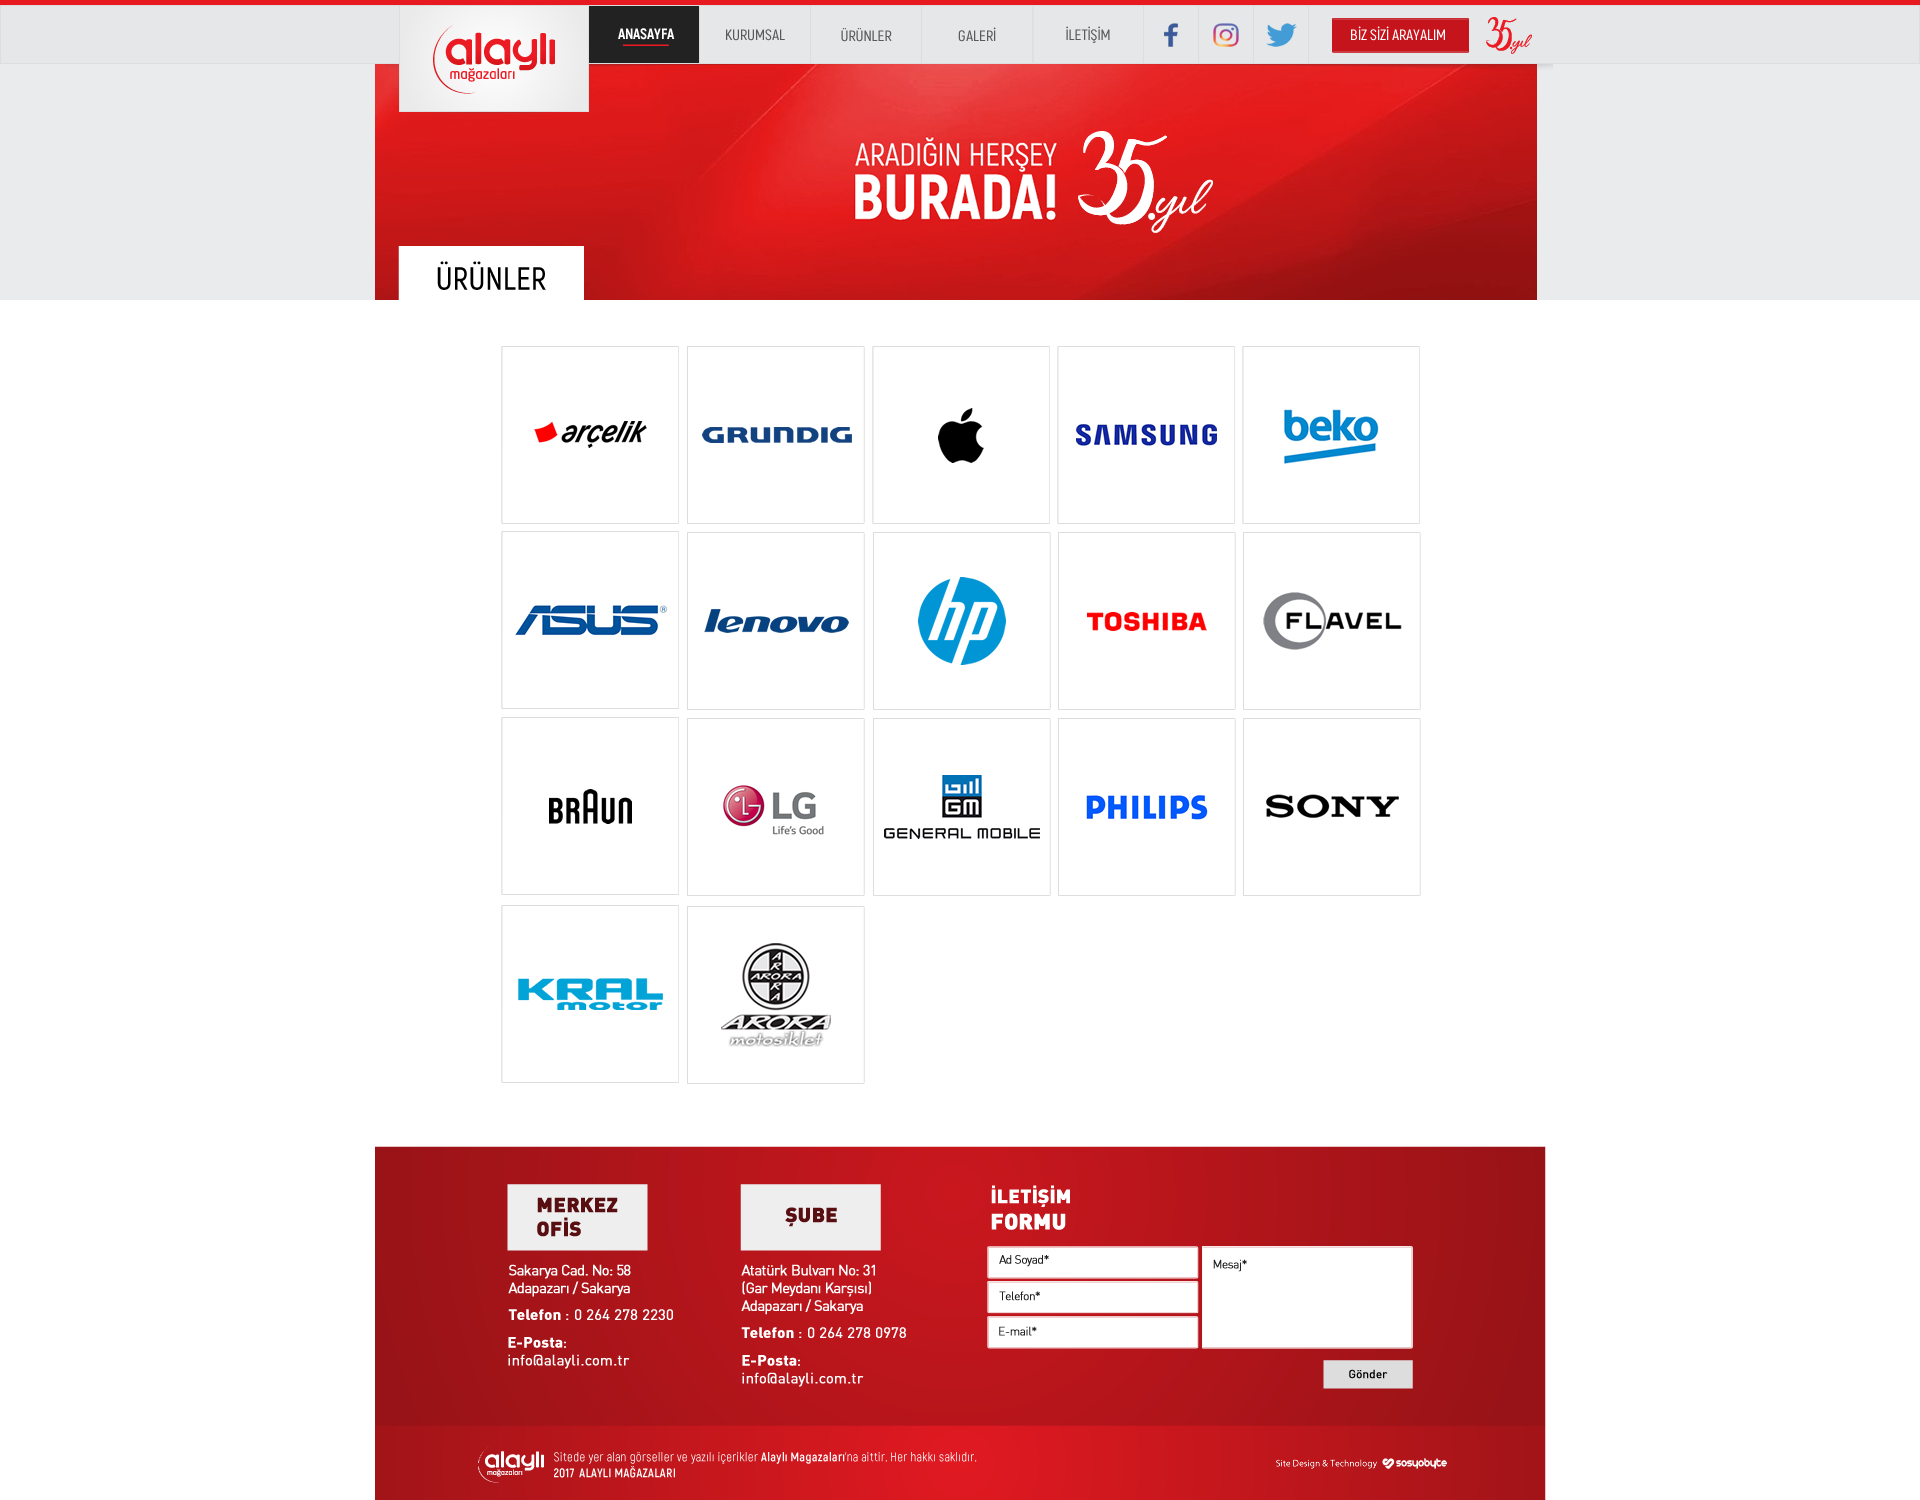 alaylı
mağazaları
ANASAYFA
KURUMSAL
ÜRÜNLER
GALERİ
İLETİŞİM
BİZ SİZİ ARAYALIM
35.yıl
ARADIĞIN HERŞEY
BURADA!
35.yıl
ÜRÜNLER
arçelik
GRUNDIG
SAMSUNG
beko
ASUS®
lenovo
hp
TOSHIBA
FLAVEL
BRAUN
LG
Life's Good
GM
GENERAL MOBILE
PHILIPS
SONY
KRAL
motor
ARORA
ARORA
ARORA
motosiklet
MERKEZ
OFİS
Sakarya Cad. No: 58
Adapazarı / Sakarya
Telefon : 0 264 278 2230
E-Posta:
info@alayli.com.tr
ŞUBE
Atatürk Bulvarı No: 31
(Gar Meydanı Karşısı)
Adapazarı / Sakarya
Telefon : 0 264 278 0978
E-Posta:
info@alayli.com.tr
İLETİŞİM
FORMU
Ad Soyad*
Telefon*
E-mail*
Mesaj*
Gönder
alaylı
mağazaları
Sitede yer alan görseller ve yazılı içerikler Alaylı Magazaları'na aittir. Her hakkı saklıdır.
2017 ALAYLI MAĞAZALARI
Site Design & Technology sosyobyte